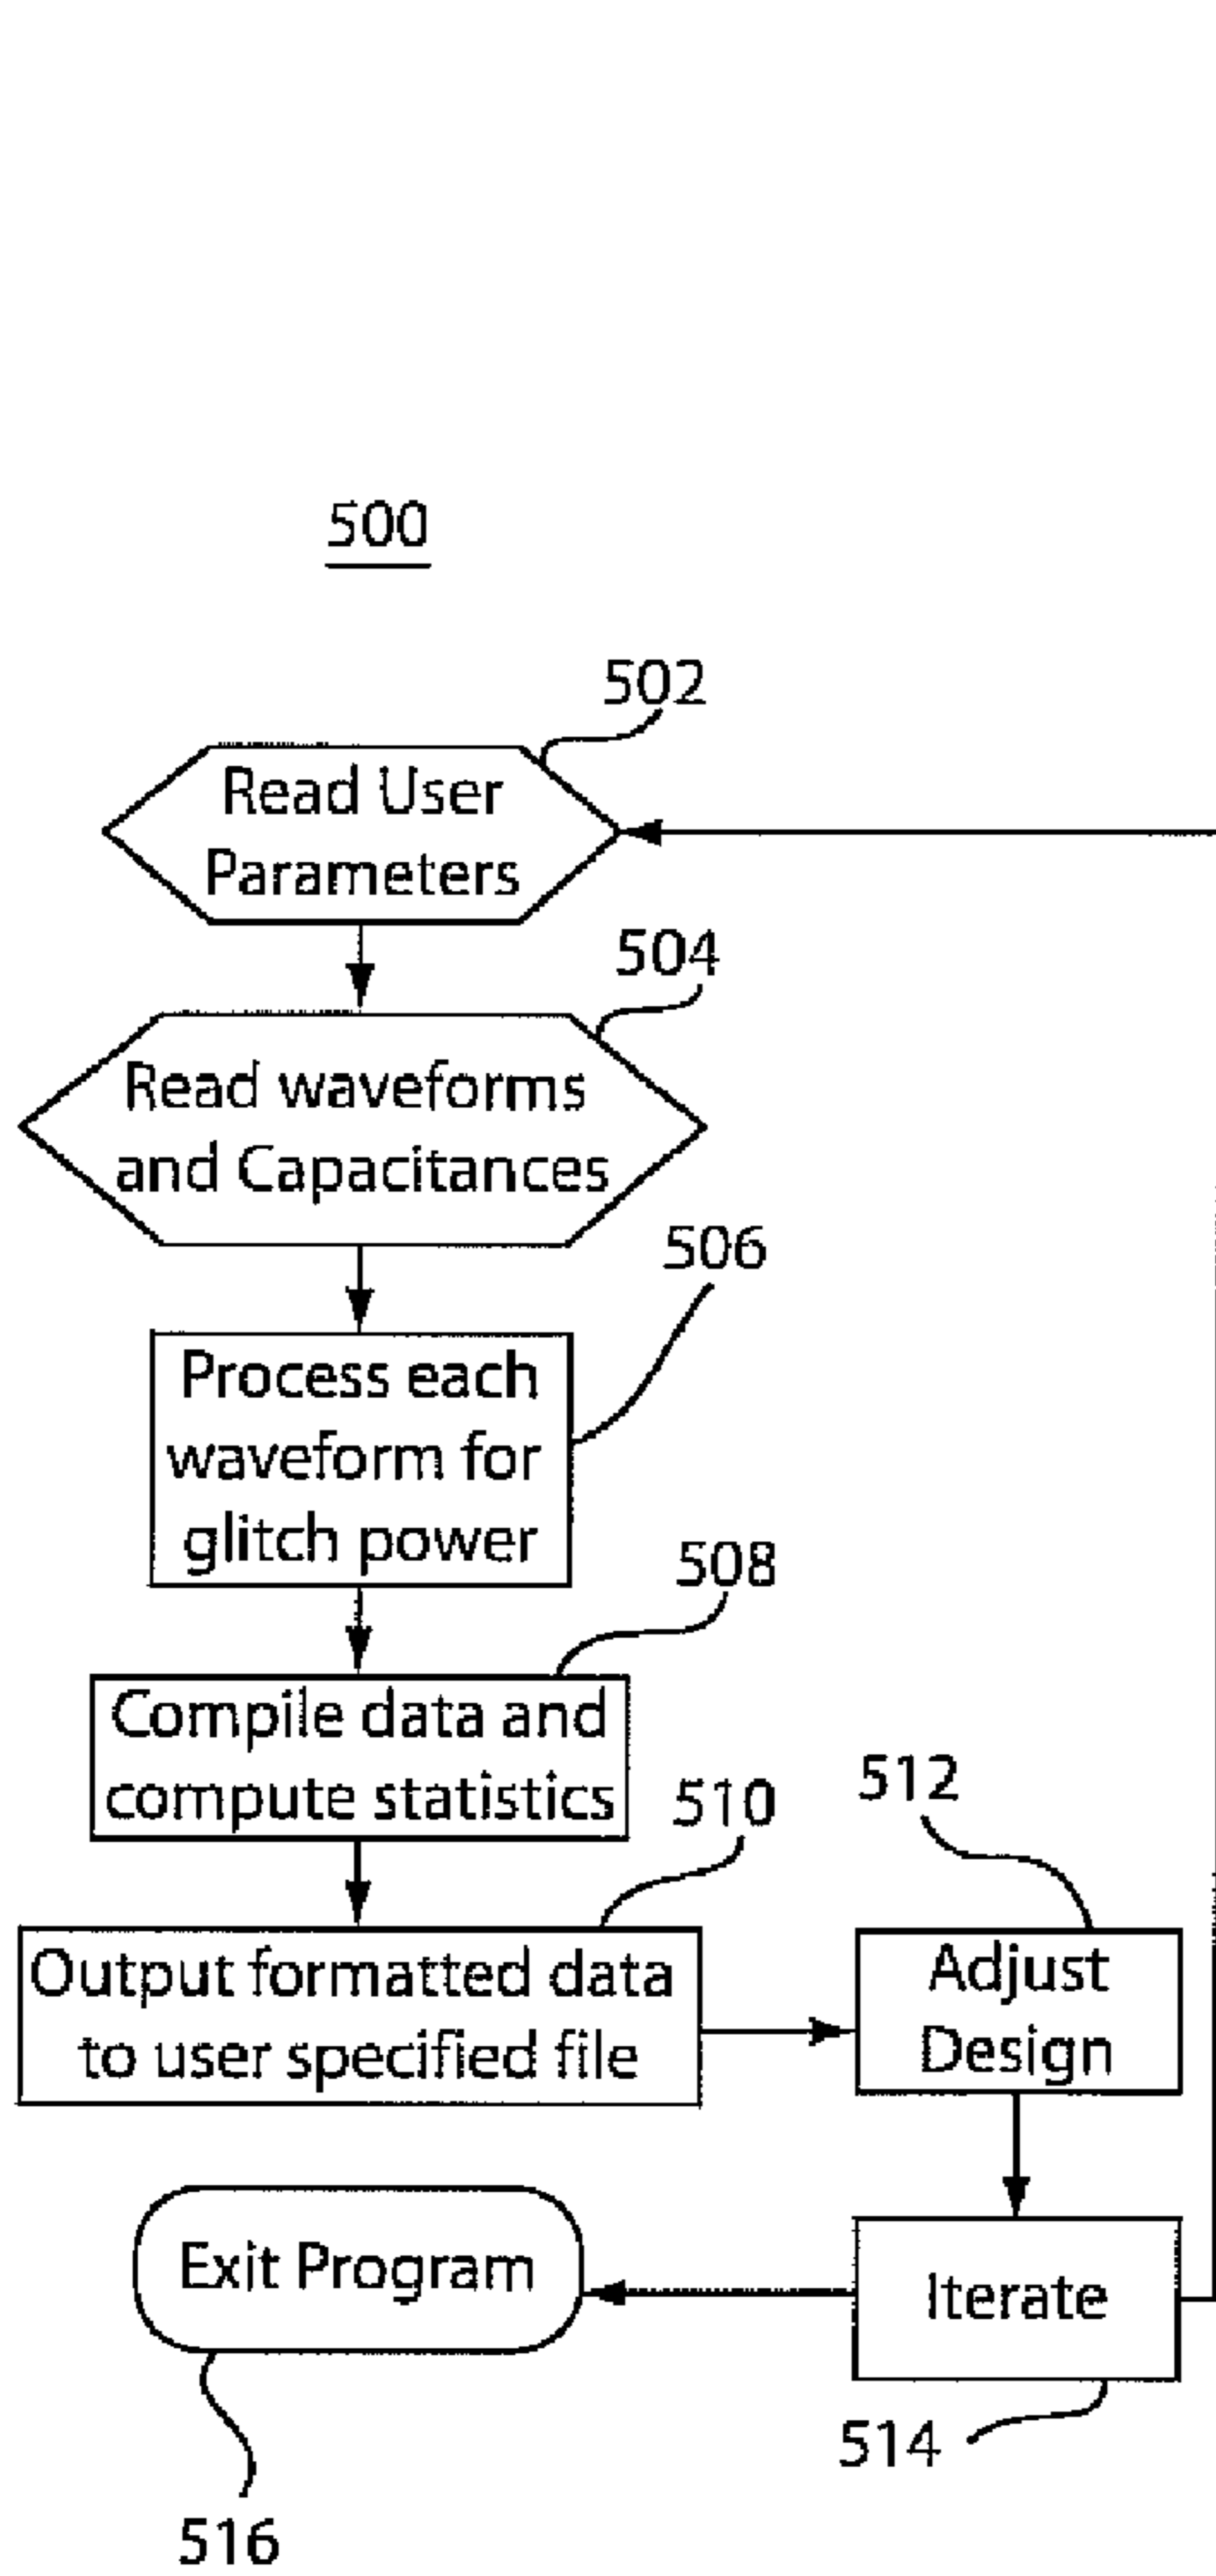 500
502
Read User
Parameters
504
Read waveforms
and Capacitances
506
Process each
waveform for
glitch power
508
Compile data and
compute statistics
510
512
Output formatted data
to user specified file
Adjust
Design
Exit Program
Iterate
514
516